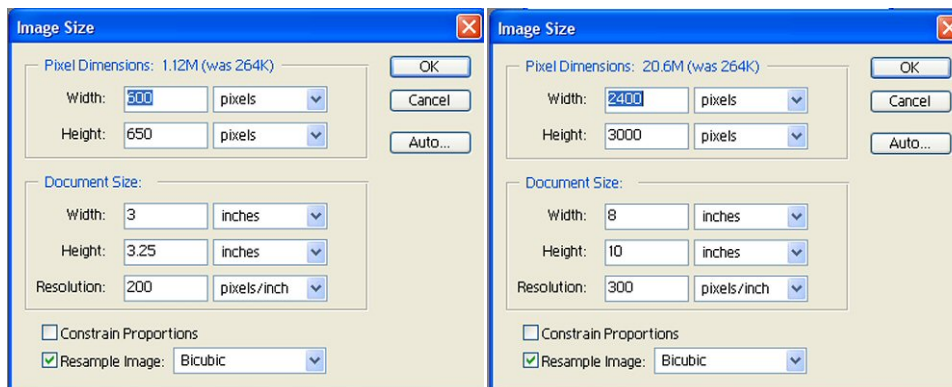 Image Size
Pixel Dimensions: 1.12M (was 264K)
Width: 600 pixels
Height: 650 pixels
OK
Cancel
Auto...
Document Size:
Width: 3 inches
Height: 3.25 inches
Resolution: 200 pixels/inch
Constrain Proportions
Resample Image: Bicubic
Image Size
Pixel Dimensions: 20.6M (was 264K)
Width: 2400 pixels
Height: 3000 pixels
OK
Cancel
Auto...
Document Size:
Width: 8 inches
Height: 10 inches
Resolution: 300 pixels/inch
Constrain Proportions
Resample Image: Bicubic